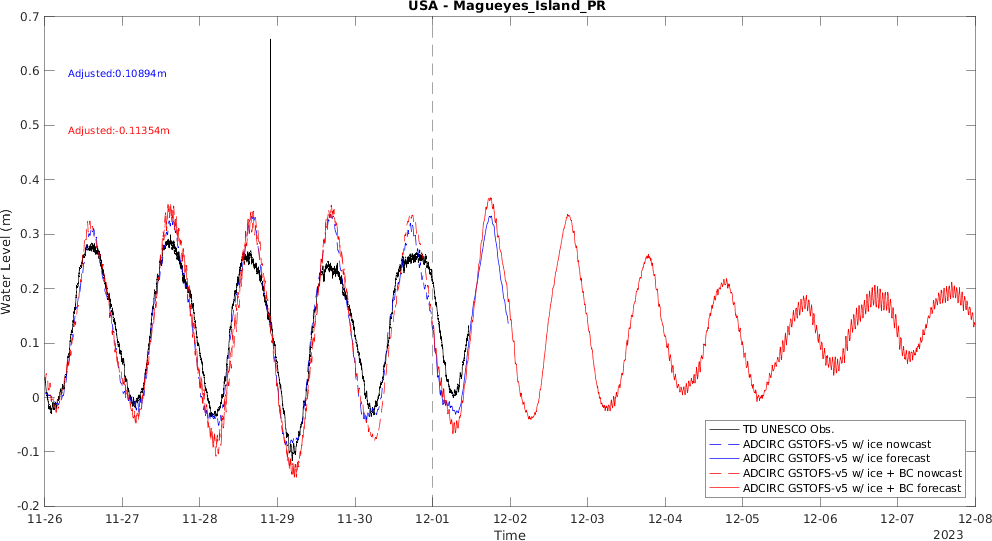 USA - Magueyes_Island_PR
0.7
0.6
0.5
0.4
0.3
0.2
0.1
0
-0.1
-0.2
Water Level (m)
Adjusted:0.10894m
Adjusted:-0.11354m
TD UNESCO Obs.
ADCIRC GSTOFS-v5 w/ ice nowcast
ADCIRC GSTOFS-v5 w/ ice forecast
ADCIRC GSTOFS-v5 w/ ice + BC nowcast
ADCIRC GSTOFS-v5 w/ ice + BC forecast
11-26 11-27 11-28 11-29 11-30 12-01 12-02 12-03 12-04 12-05 12-06 12-07 12-08
Time
2023